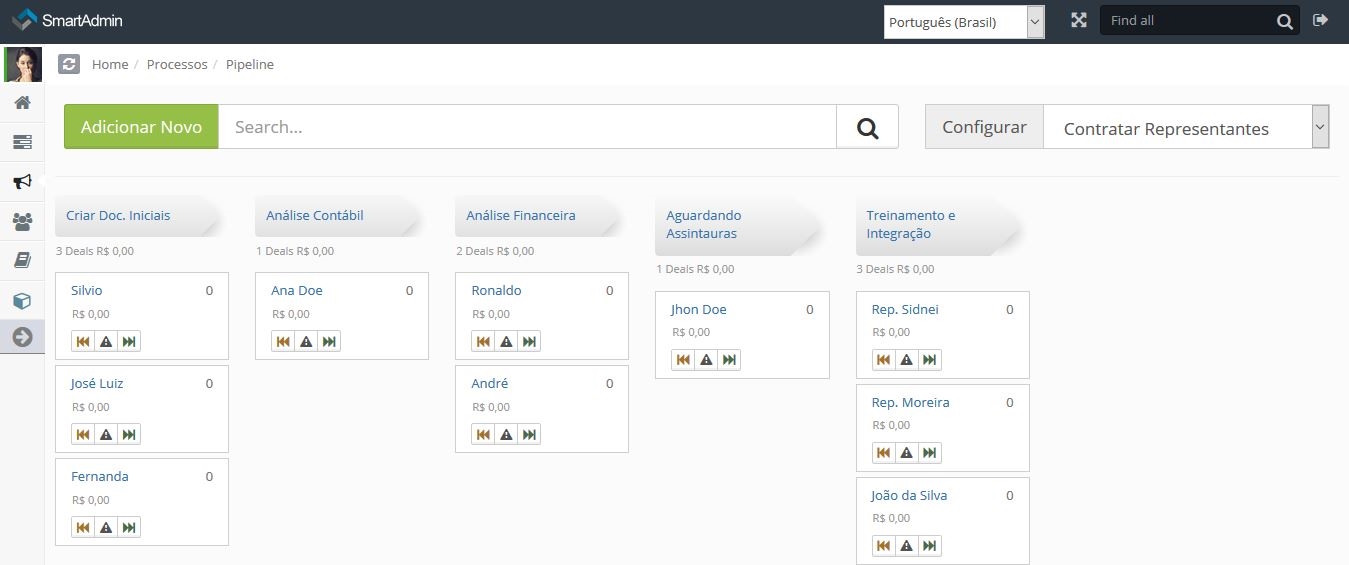 SmartAdmin
Português (Brasil)
Find all
Home / Processos / Pipeline
Adicionar Novo
Search...
Configurar
Contratar Representantes
Criar Doc. Iniciais
3 Deals R$ 0,00
Silvio 0
R$ 0,00
José Luiz 0
R$ 0,00
Fernanda 0
R$ 0,00
Análise Contábil
1 Deals R$ 0,00
Ana Doe 0
R$ 0,00
Análise Financeira
2 Deals R$ 0,00
Ronaldo 0
R$ 0,00
André 0
R$ 0,00
Aguardando
Assintauras
1 Deals R$ 0,00
Jhon Doe 0
R$ 0,00
Treinamento e
Integração
3 Deals R$ 0,00
Rep. Sidnei 0
R$ 0,00
Rep. Moreira 0
R$ 0,00
João da Silva 0
R$ 0,00